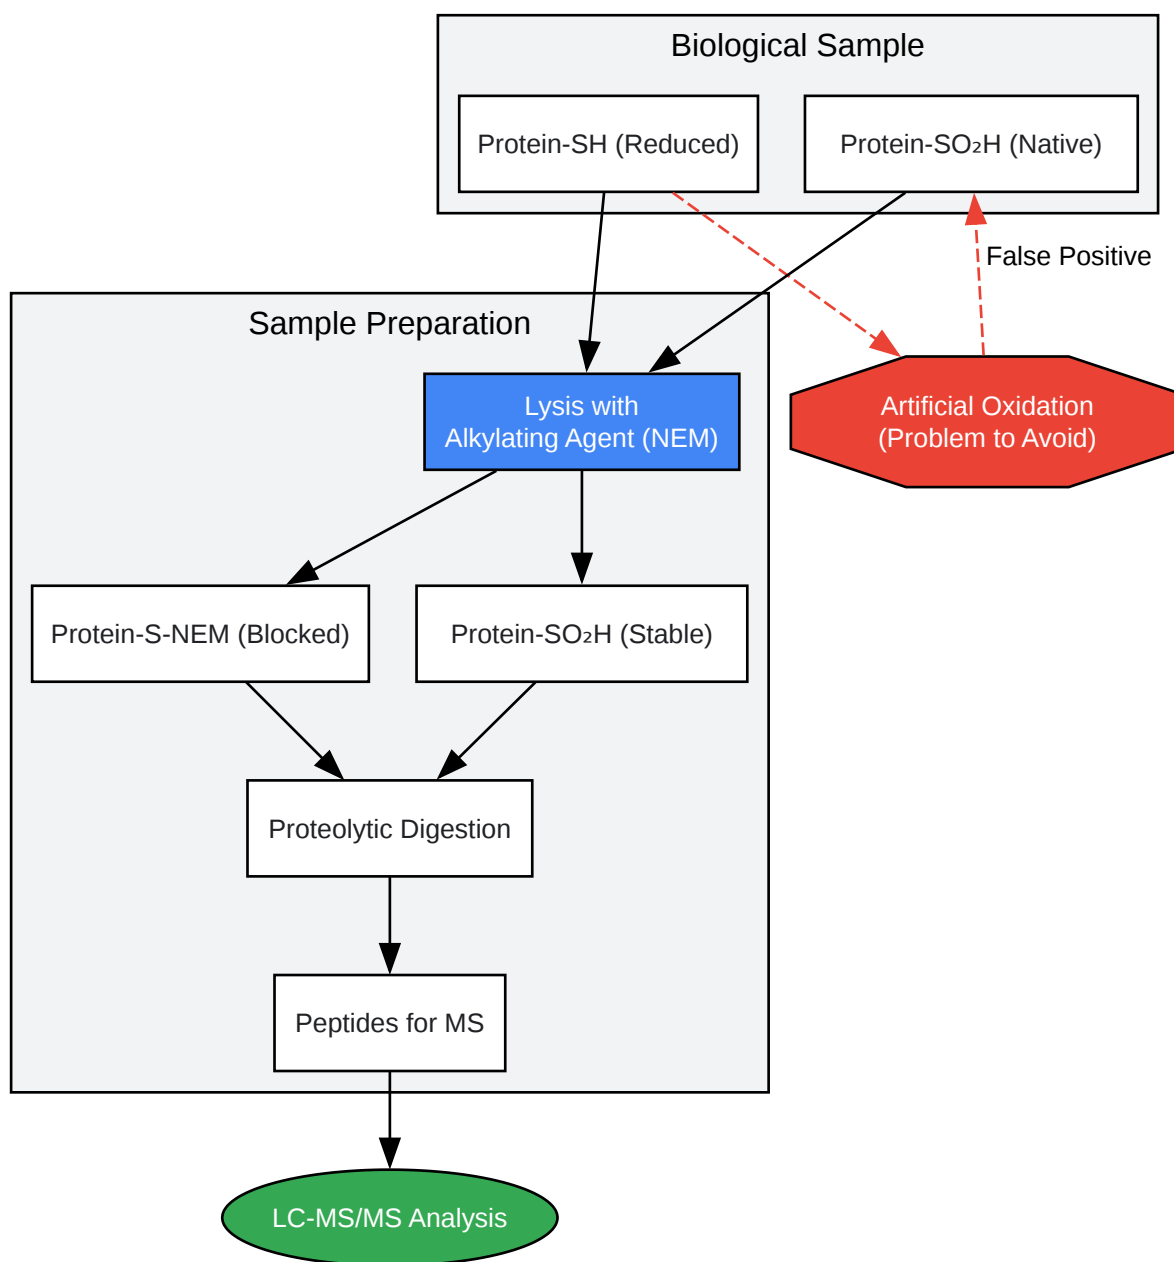 Biological Sample
Protein-SH (Reduced)
Protein-SO₂H (Native)
False Positive
Sample Preparation
Lysis with
Alkylating Agent (NEM)
Artificial Oxidation
(Problem to Avoid)
Protein-S-NEM (Blocked)
Protein-SO₂H (Stable)
Proteolytic Digestion
Peptides for MS
LC-MS/MS Analysis